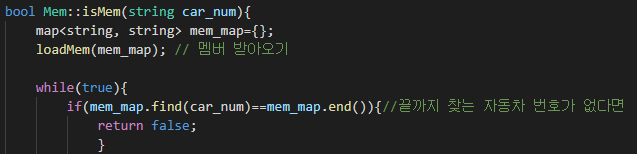 bool Mem::isMem(string car_num){
    map<string, string> mem_map={};
    loadMem(mem_map); // 멤버 받아오기
    while(true){
        if(mem_map.find(car_num)==mem_map.end()){//끝까지 찾는 자동차 번호가 없다면
            return false;
            }